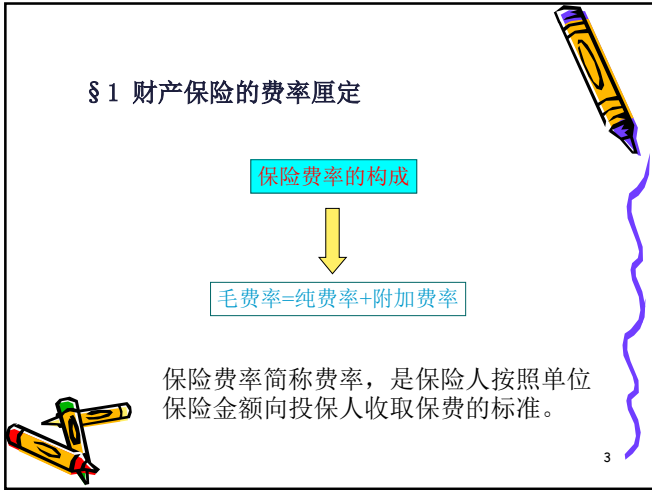 §1 财产保险的费率厘定
保险费率的构成
毛费率=纯费率+附加费率
保险费率简称费率，是保险人按照单位
保险金额向投保人收取保费的标准。
3